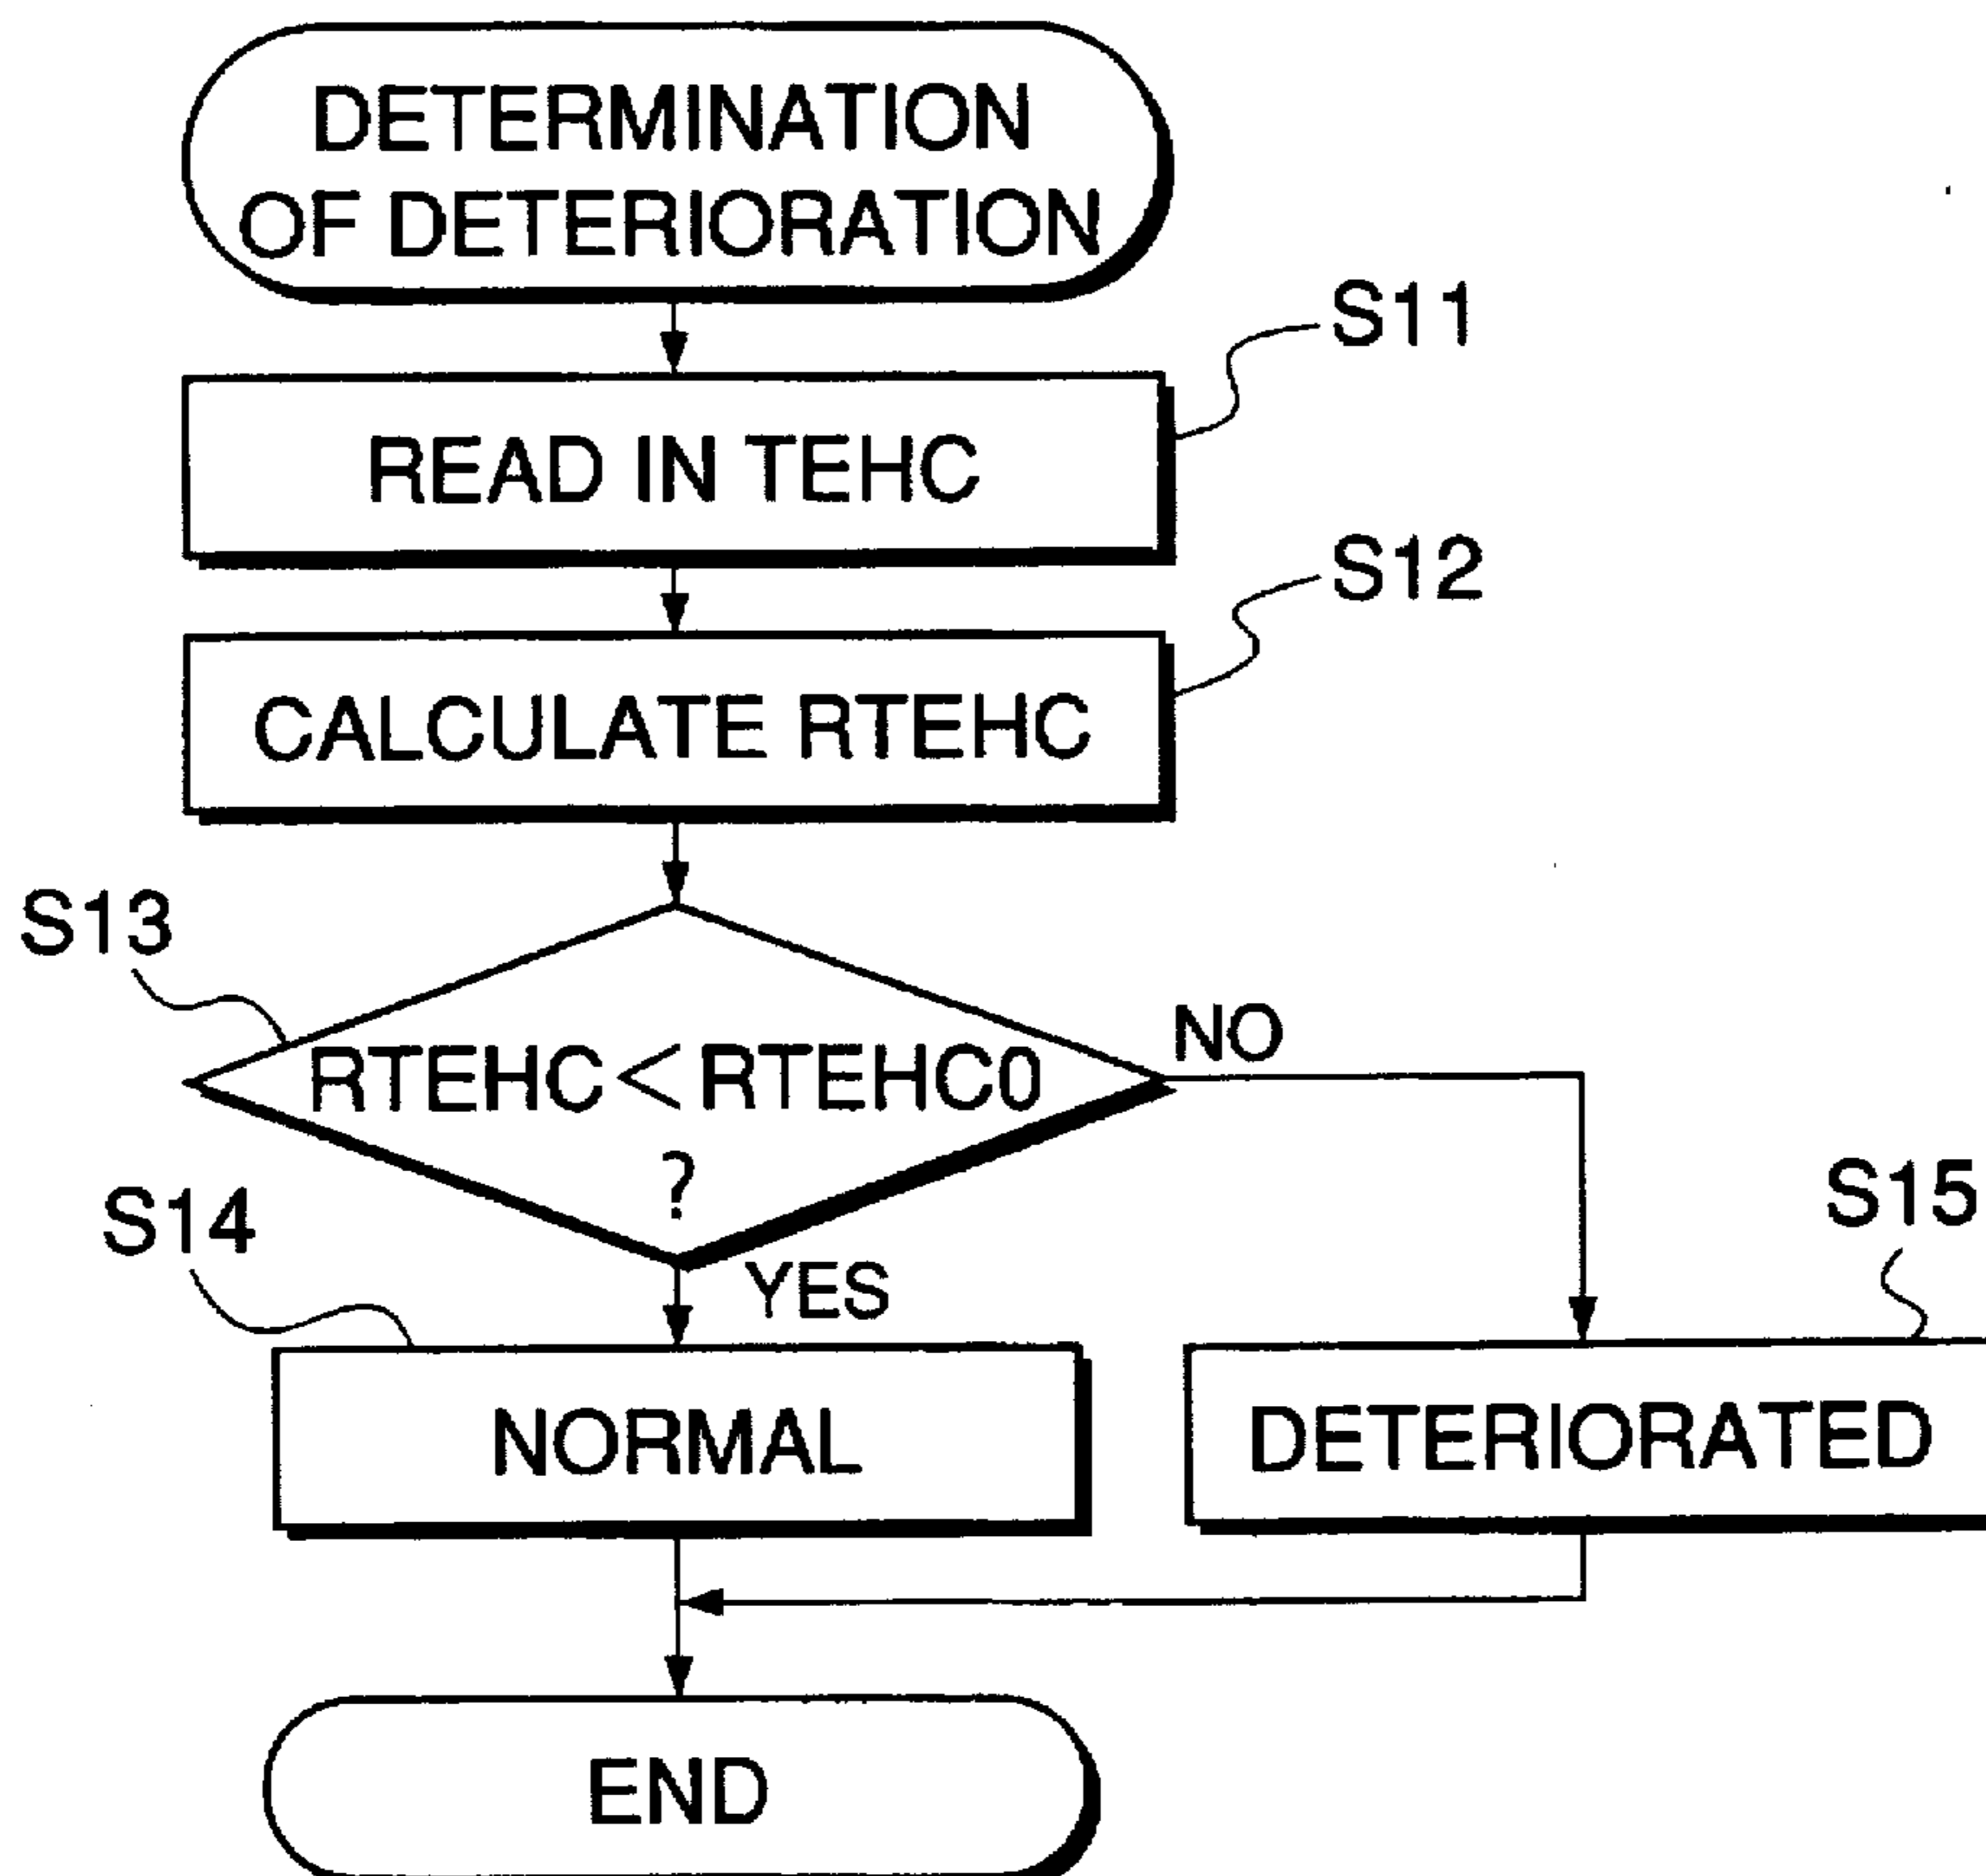 DETERMINATION
OF DETERIORATION
S11
READ IN TEHC
S12
CALCULATE RTEHC
S13
NO
RTEHC<RTEHC0
?
S14
YES
S15
NORMAL
DETERIORATED
END